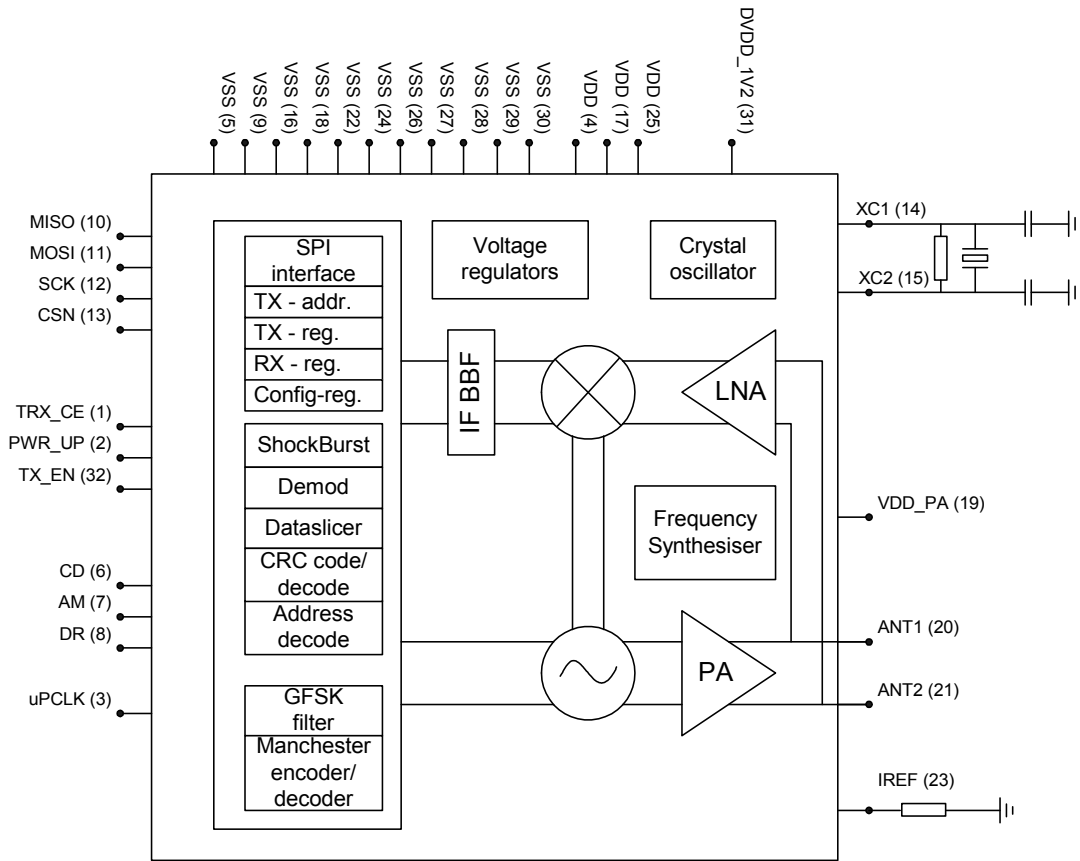 VSS (5)
VSS (9)
VSS (16)
VSS (18)
VSS (22)
VSS (24)
VSS (26)
VSS (27)
VSS (28)
VSS (29)
VSS (30)
VDD (4)
VDD (17)
VDD (25)
DVDD_1V2 (31)
MISO (10)
MOSI (11)
SCK (12)
CSN (13)
TRX_CE (1)
PWR_UP (2)
TX_EN (32)
CD (6)
AM (7)
DR (8)
uPCLK (3)
SPI
interface
TX - addr.
TX - reg.
RX - reg.
Config-reg.
ShockBurst
Demod
Dataslicer
CRC code/
decode
Address
decode
GFSK
filter
Manchester
encoder/
decoder
Voltage
regulators
Crystal
oscillator
IF BBF
LNA
Frequency
Synthesiser
PA
XC1 (14)
XC2 (15)
VDD_PA (19)
ANT1 (20)
ANT2 (21)
IREF (23)